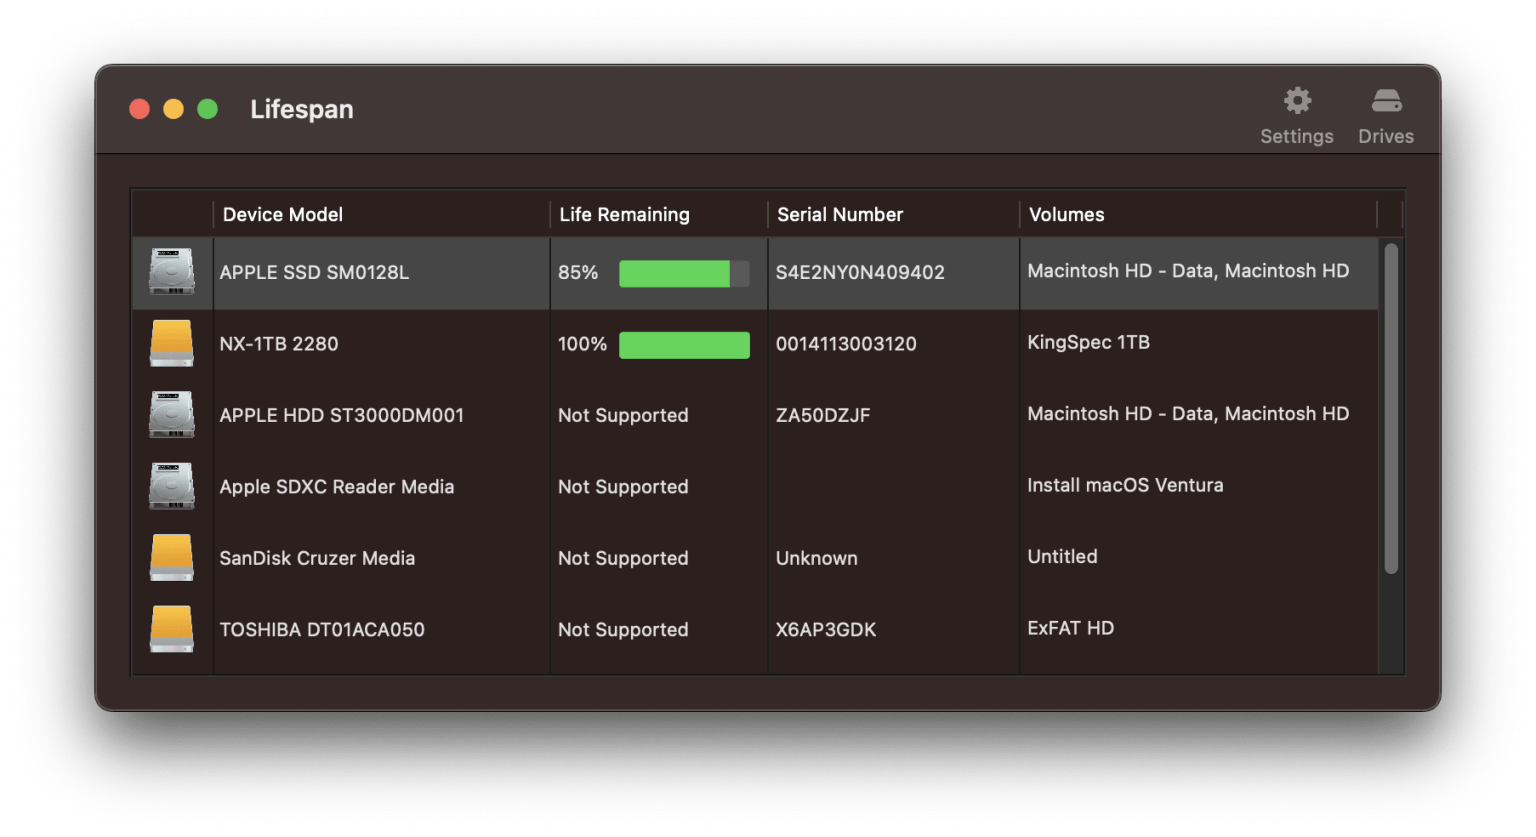 Lifespan
Settings Drives
Device Model Life Remaining Serial Number Volumes
APPLE SSD SM0128L 85% S4E2NY0N409402 Macintosh HD - Data, Macintosh HD
NX-1TB 2280 100% 0014113003120 KingSpec 1TB
APPLE HDD ST3000DM001 Not Supported ZA50DZJF Macintosh HD - Data, Macintosh HD
Apple SDXC Reader Media Not Supported Install macOS Ventura
SanDisk Cruzer Media Not Supported Unknown Untitled
TOSHIBA DT01ACA050 Not Supported X6AP3GDK ExFAT HD